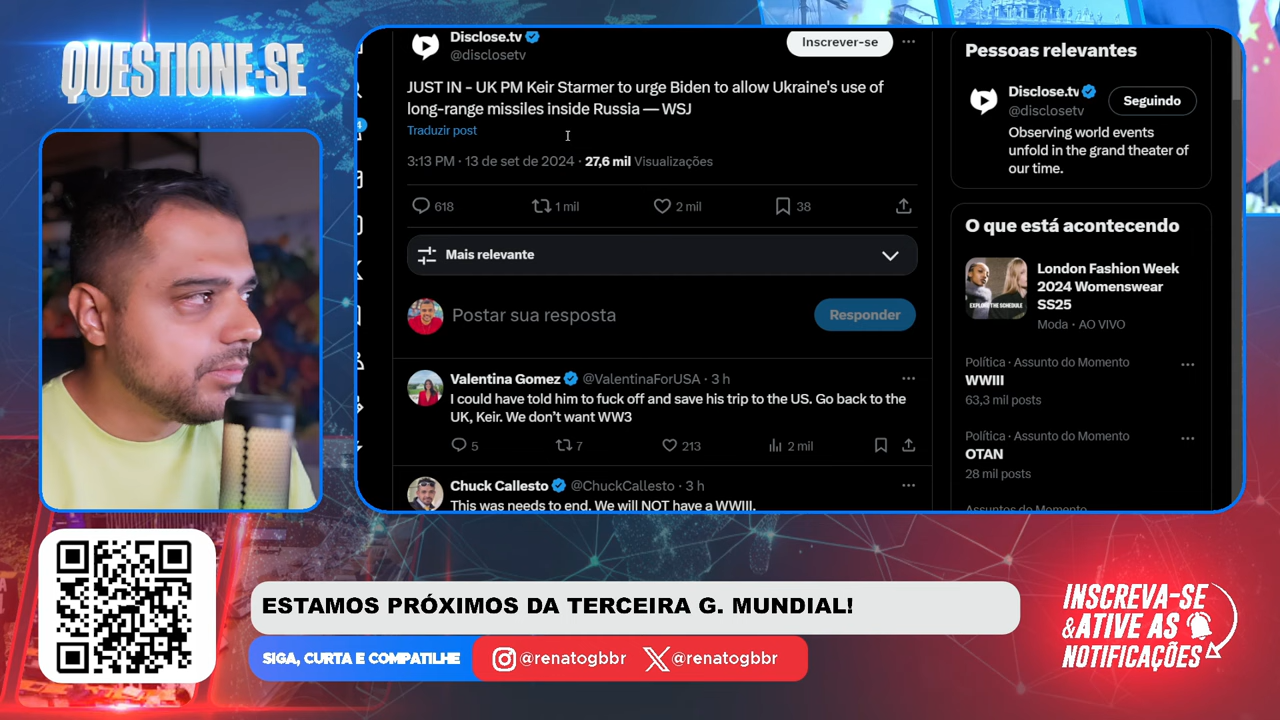 QUESTIONE-SE
Disclose.tv
@disclosetv
Inscrever-se
JUST IN - UK PM Keir Starmer to urge Biden to allow Ukraine's use of
long-range missiles inside Russia — WSJ
Traduzir post
3:13 PM · 13 de set de 2024 · 27,6 mil Visualizações
618
1 mil
2 mil
38
Mais relevante
Postar sua resposta
Responder
Valentina Gomez @ValentinaForUSA · 3 h
I could have told him to fuck off and save his trip to the US. Go back to the
UK, Keir. We don't want WW3
5
7
213
2 mil
Chuck Callesto @ChuckCallesto · 3 h
This was needs to end. We will NOT have a WWIII.
Pessoas relevantes
Disclose.tv
@disclosetv
Seguindo
Observing world events
unfold in the grand theater of
our time.
O que está acontecendo
EXPLORE THE SCHEDULE
London Fashion Week
2024 Womenswear
SS25
Moda · AO VIVO
Política · Assunto do Momento
WWIII
63,3 mil posts
Política · Assunto do Momento
OTAN
28 mil posts
ESTAMOS PRÓXIMOS DA TERCEIRA G. MUNDIAL!
SIGA, CURTA E COMPATILHE
@renatogbbr
@renatogbbr
INSCREVA-SE
&ATIVE AS
NOTIFICAÇÕES